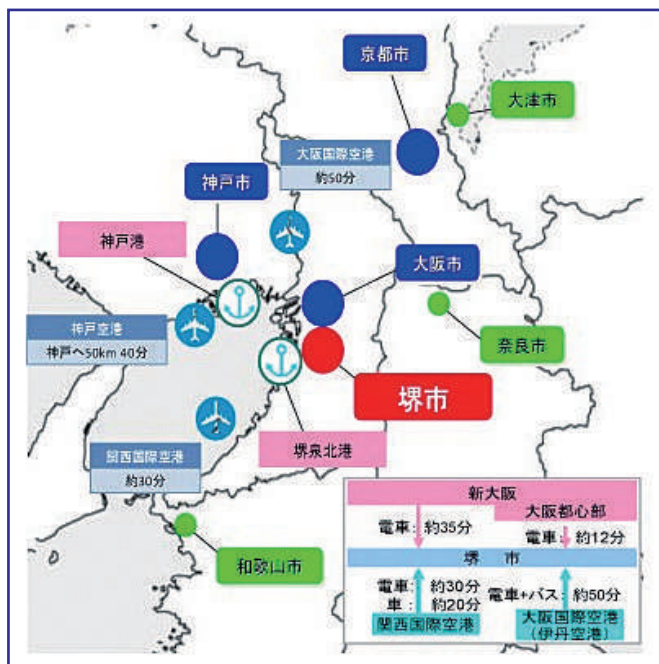 京都市
大津市
大阪国際空港
約50分
神戸市
神戸港
大阪市
神戸空港
神戸へ50km 40分
奈良市
堺市
堺泉北港
関西国際空港
約30分
和歌山市
新大阪
大阪都心部
電車：約35分
電車：約12分
堺　市
電車：約30分
車：約20分
電車+バス：約50分
関西国際空港
大阪国際空港
(伊丹空港)